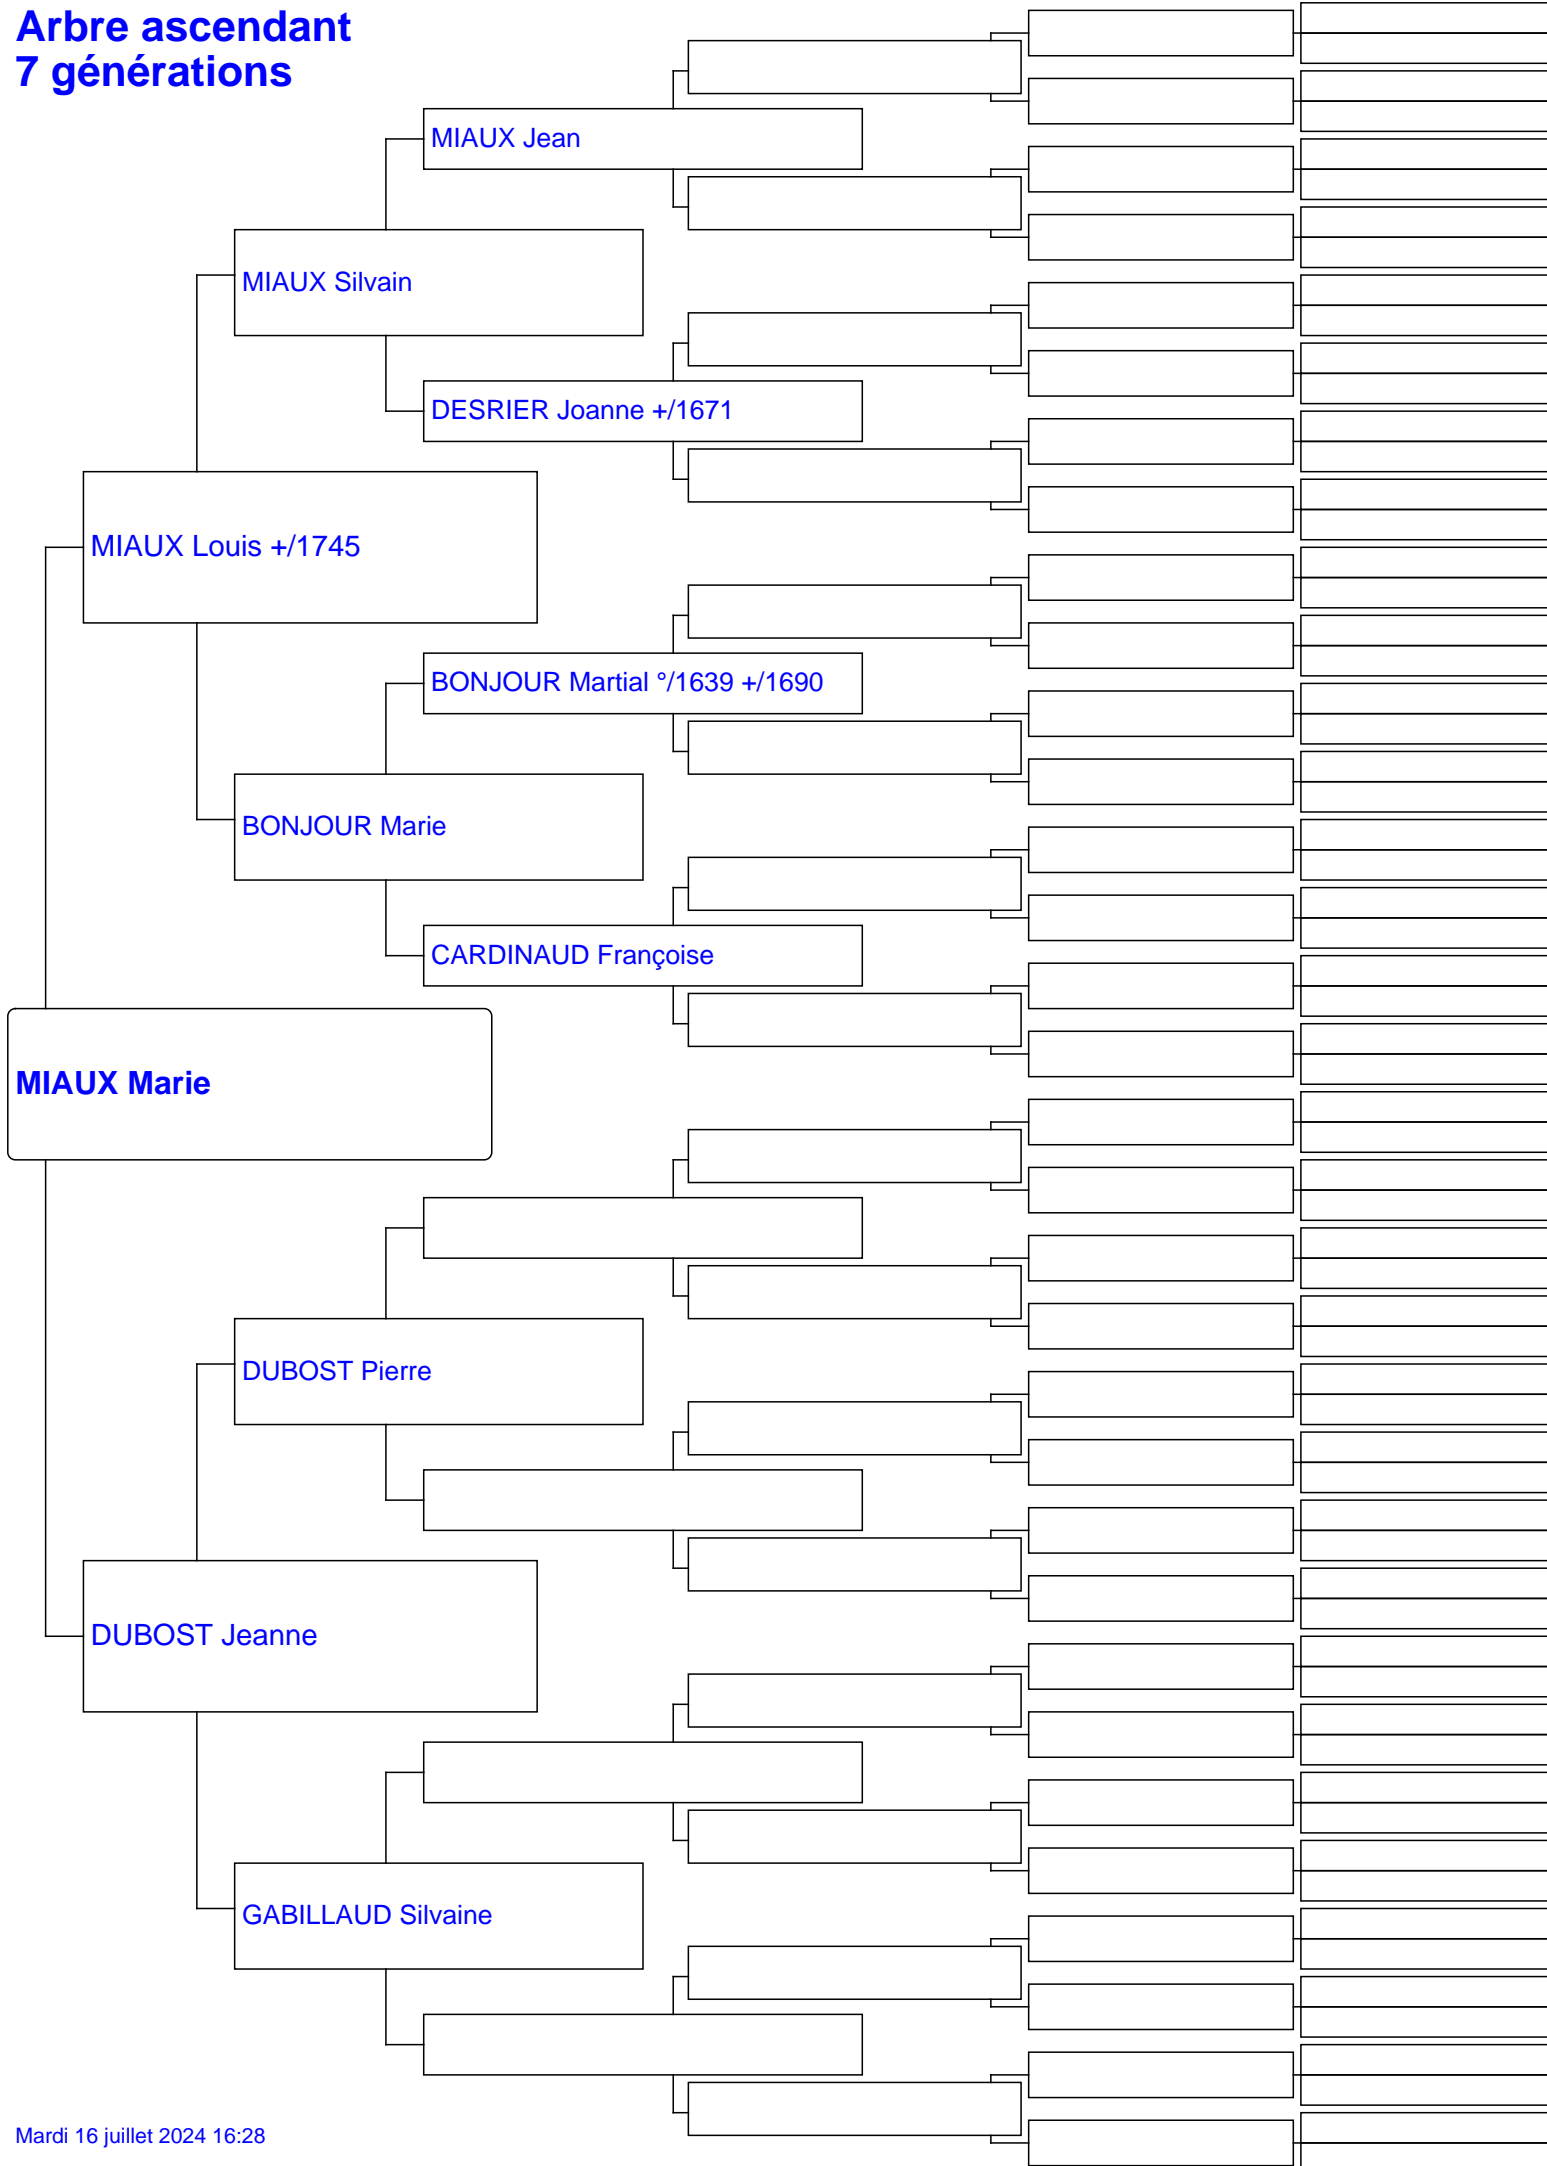 Arbre ascendant
7 générations
MIAUX Jean
MIAUX Silvain
DESRIER Joanne +/1671
MIAUX Louis +/1745
BONJOUR Martial °/1639 +/1690
BONJOUR Marie
CARDINAUD Françoise
MIAUX Marie
DUBOST Pierre
DUBOST Jeanne
GABILLAUD Silvaine
Mardi 16 juillet 2024 16:28